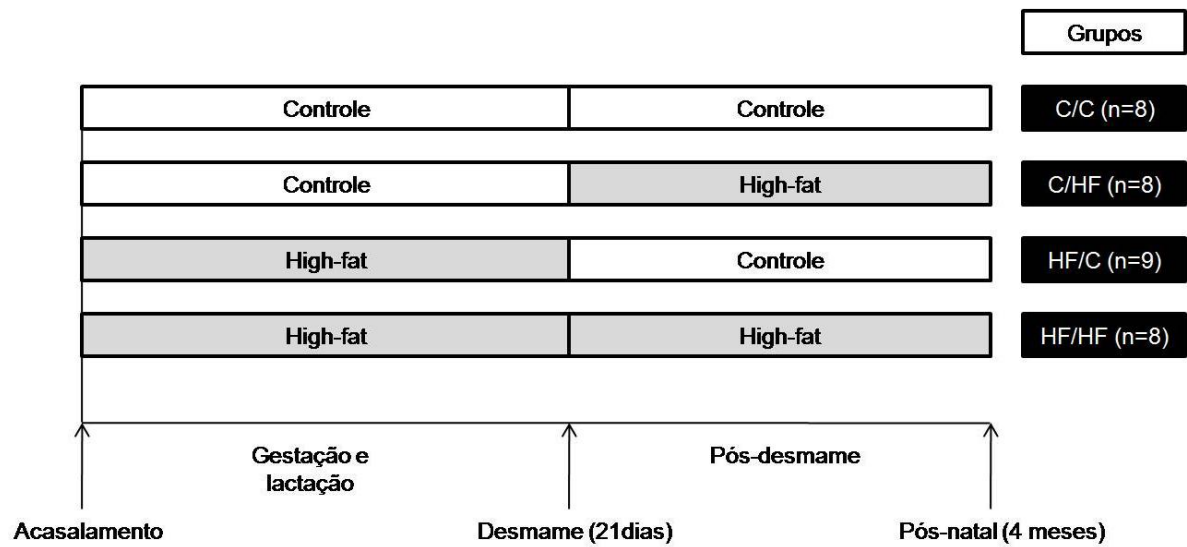 Grupos
Controle Controle C/C (n=8)
Controle High-fat C/HF (n=8)
High-fat Controle HF/C (n=9)
High-fat High-fat HF/HF (n=8)
Gestação e
lactação
Pós-desmame
Acasalamento Desmame (21dias) Pós-natal (4 meses)